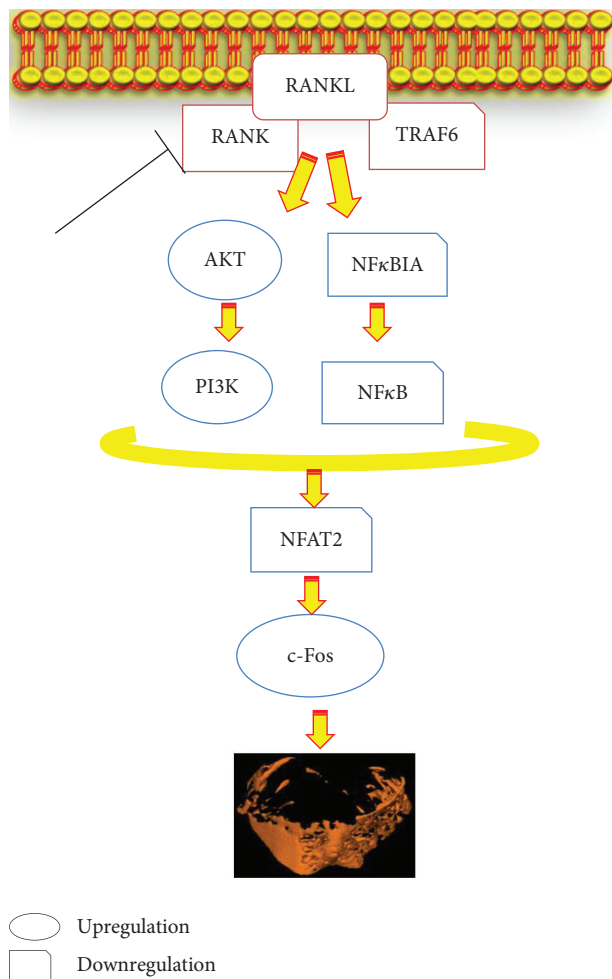 RANKL
RANK
TRAF6
AKT
NFκBIA
PI3K
NFκB
NFAT2
c-Fos
Upregulation
Downregulation